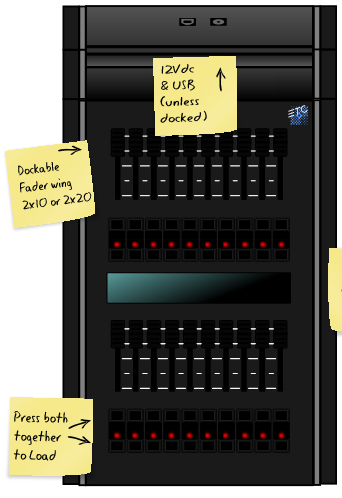 12Vdc
& USB
(unless
docked)
ETC
Dockable
Fader wing
2x10 or 2x20
Press both
together
to Load